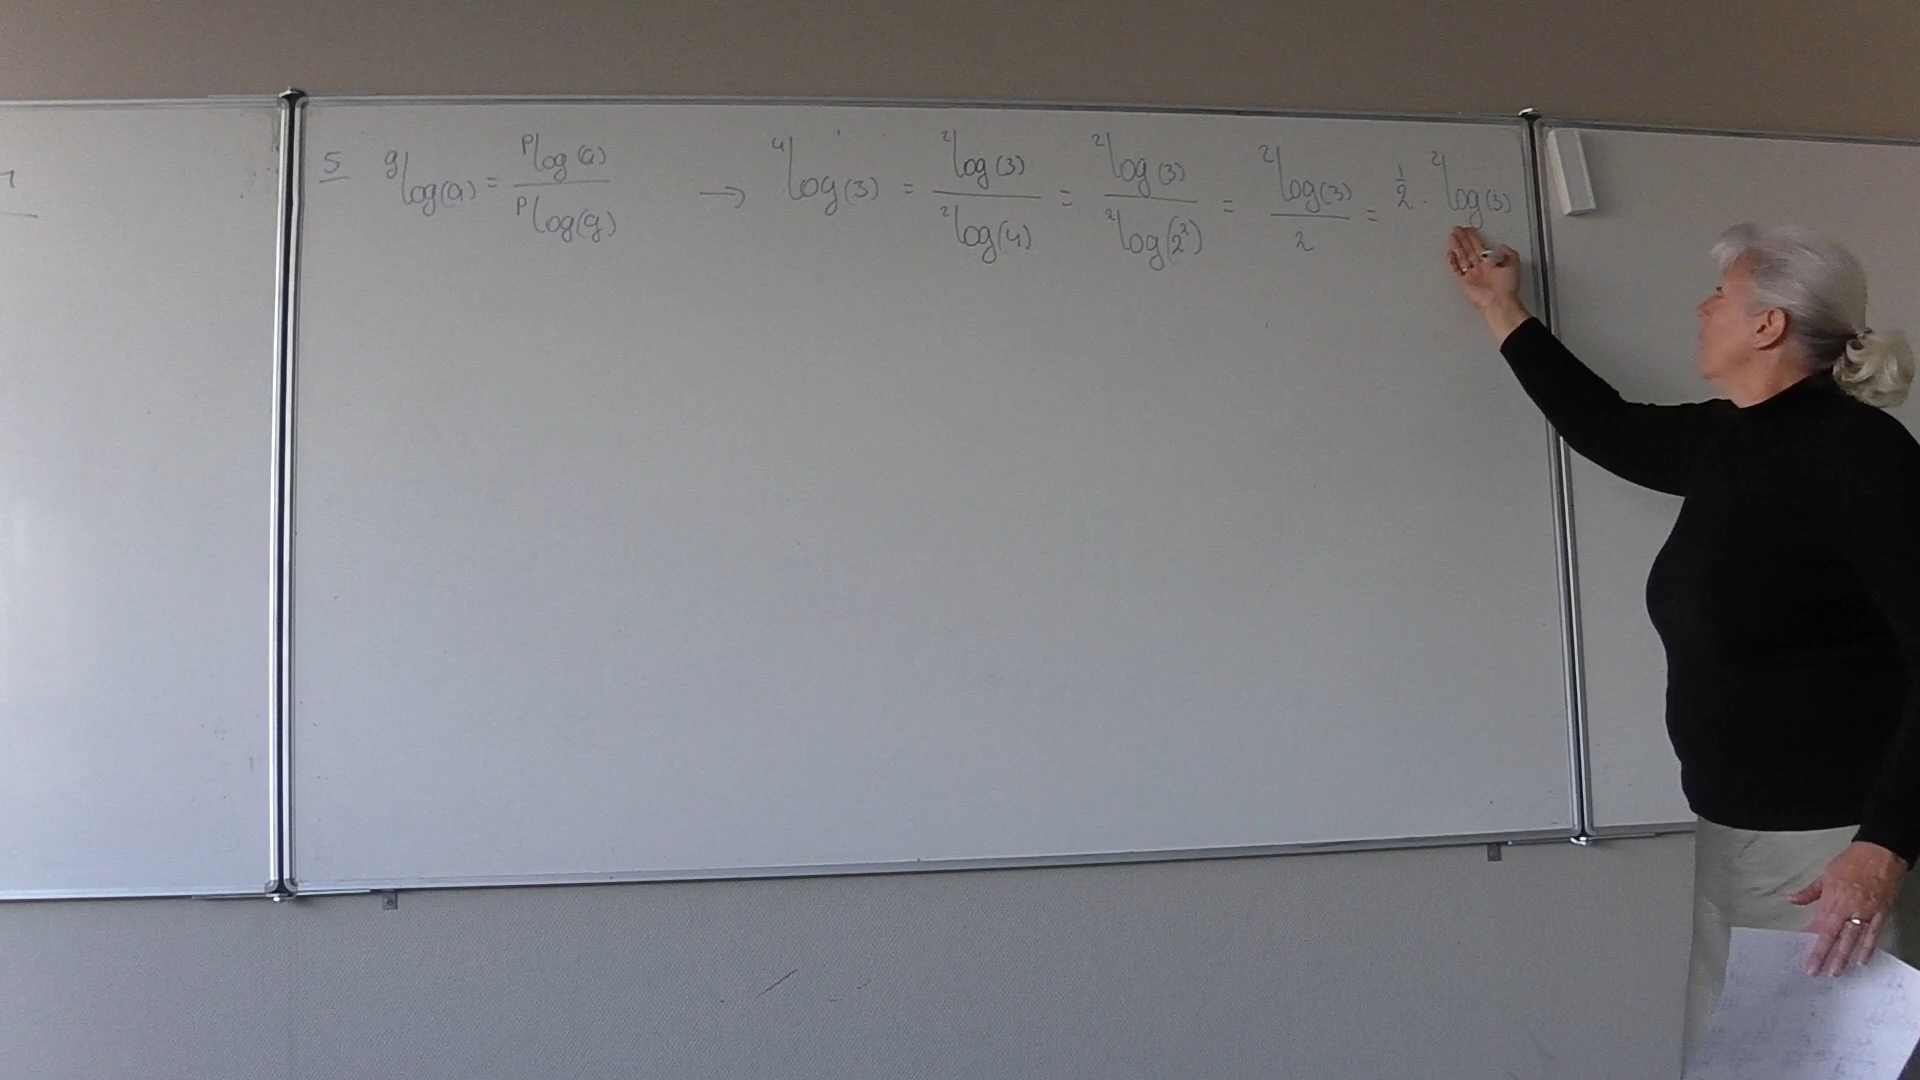 5 ᵍlog(a) = ᵖlog(a) / ᵖlog(g) → ⁴log(3) = ²log(3) / ²log(4) = ²log(3) / ²log(2²) = ²log(3) / 2 = 1/2 · ²log(3)